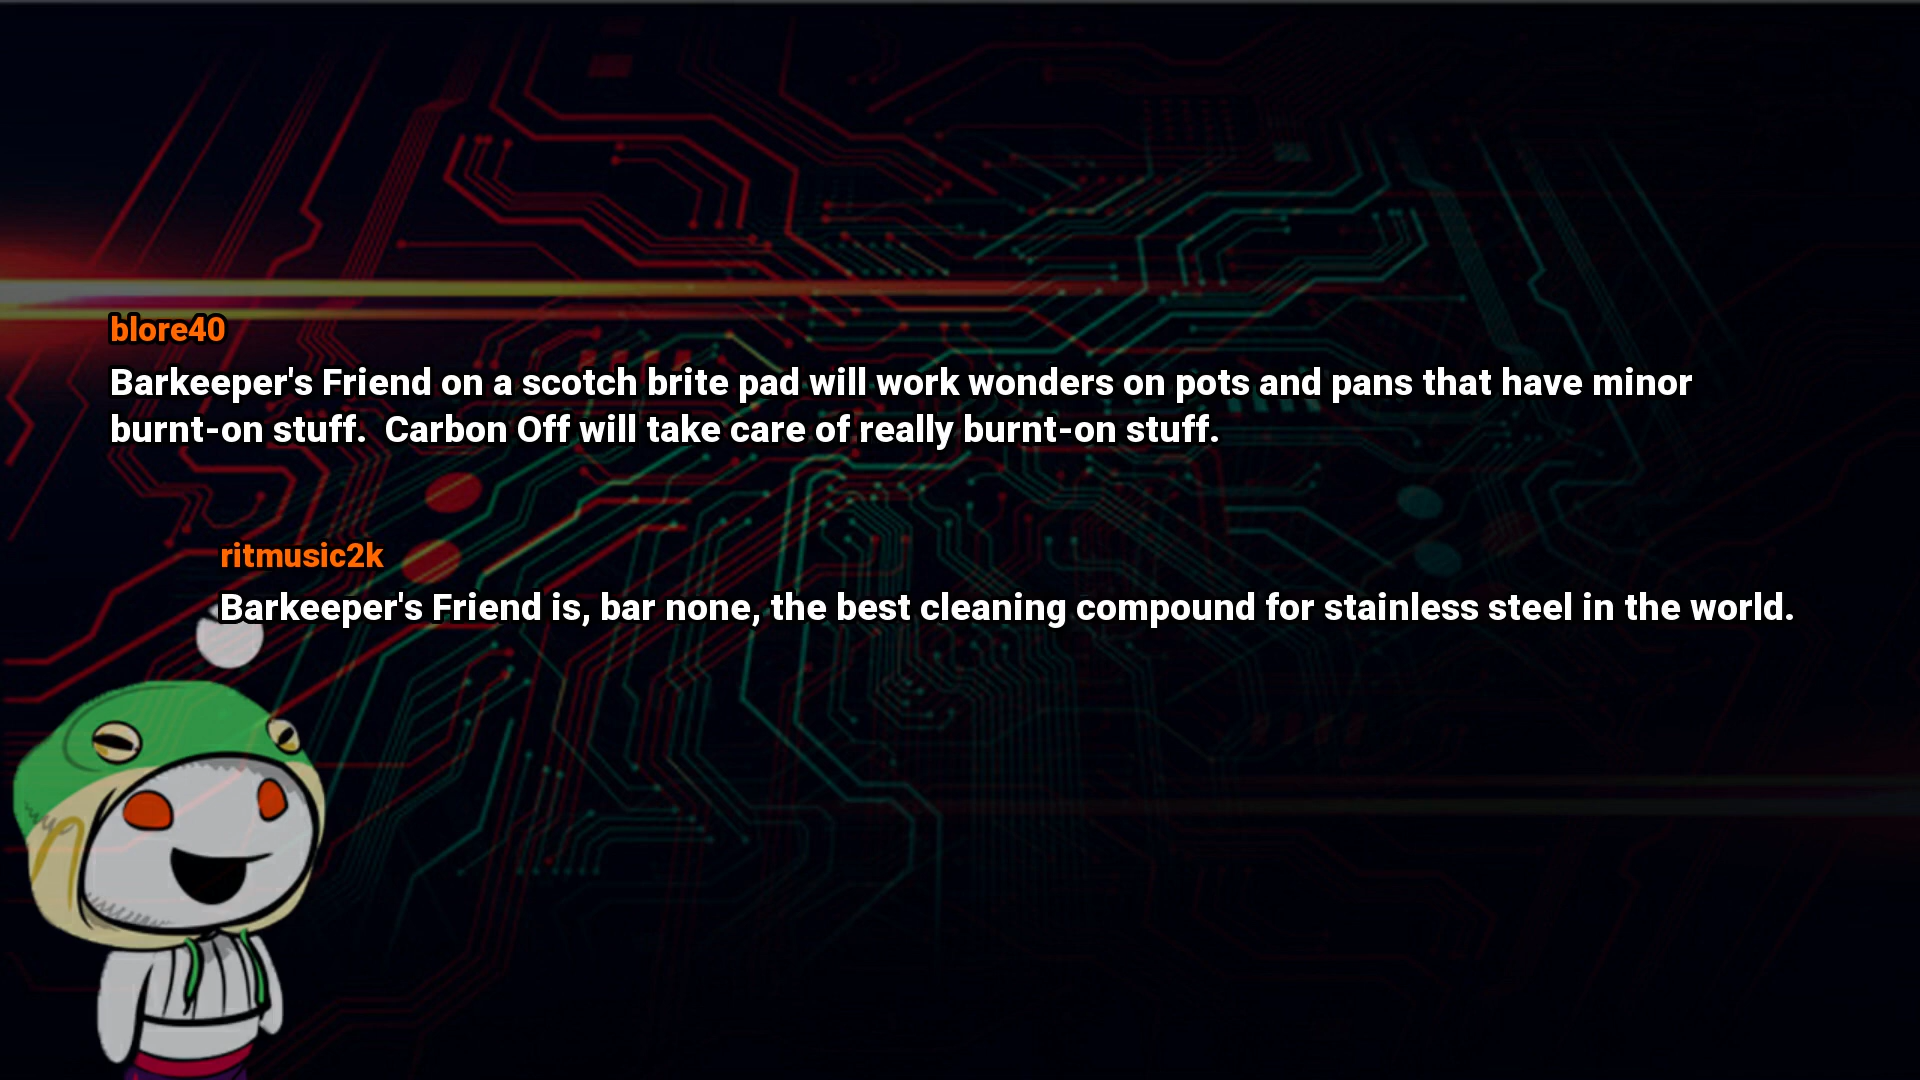 blore40
Barkeeper's Friend on a scotch brite pad will work wonders on pots and pans that have minor
burnt-on stuff.  Carbon Off will take care of really burnt-on stuff.
ritmusic2k
Barkeeper's Friend is, bar none, the best cleaning compound for stainless steel in the world.